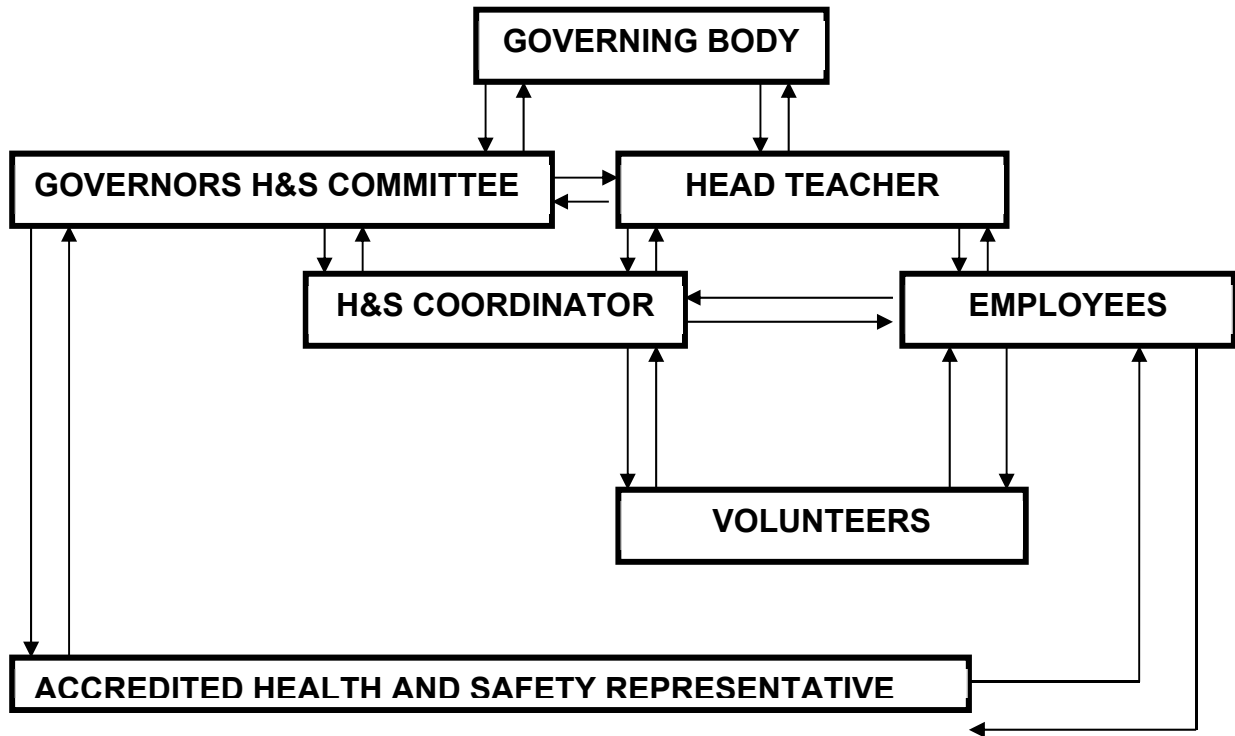 GOVERNING BODY
GOVERNORS H&S COMMITTEE
HEAD TEACHER
H&S COORDINATOR
EMPLOYEES
VOLUNTEERS
ACCREDITED HEALTH AND SAFETY REPRESENTATIVE